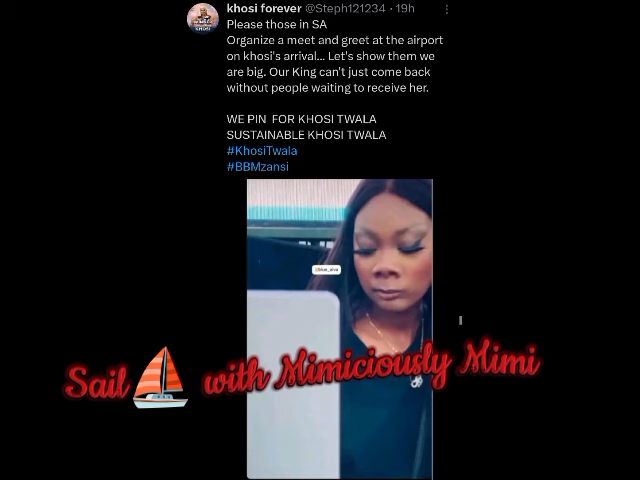 khosi forever @Steph121234 · 19h
Please those in SA
Organize a meet and greet at the airport
on khosi's arrival... Let's show them we
are big. Our King can't just come back
without people waiting to receive her.
WE PIN FOR KHOSI TWALA
SUSTAINABLE KHOSI TWALA
#KhosiTwala
#BBMzansi
Sail with Mimiciously Mimi